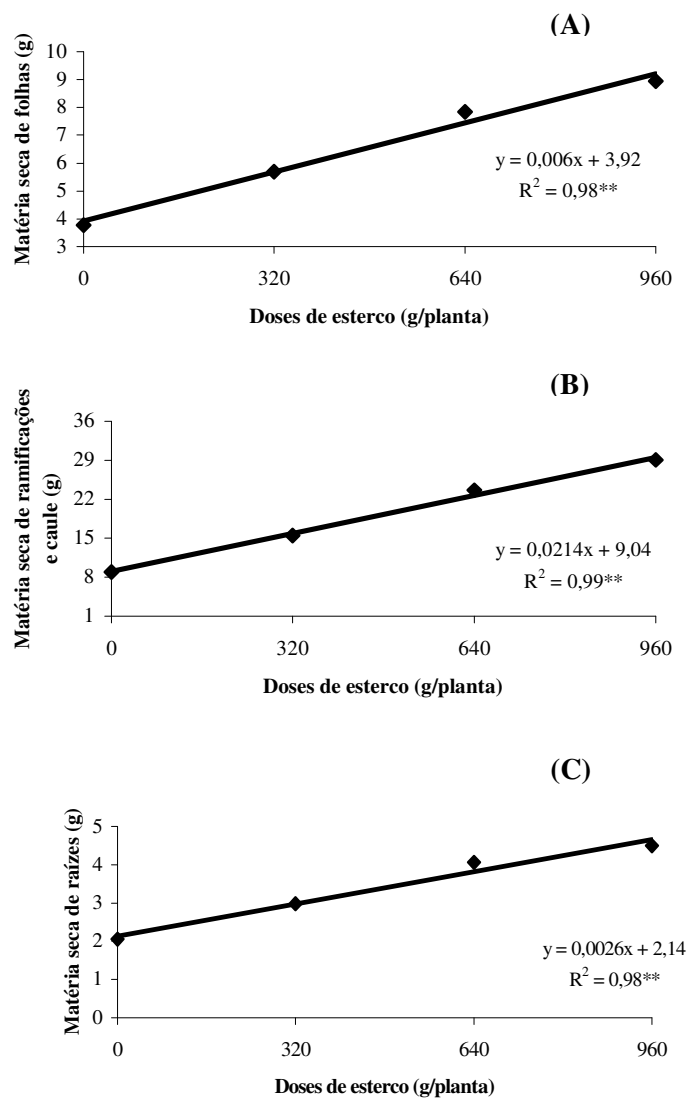 (A)
Matéria seca de folhas (g)
10
9
8
7
6
5
4
3
y = 0,006x + 3,92
R² = 0,98**
0 320 640 960
Doses de esterco (g/planta)
(B)
Matéria seca de ramificações
e caule (g)
36
29
22
15
8
1
y = 0,0214x + 9,04
R² = 0,99**
0 320 640 960
Doses de esterco (g/planta)
(C)
Matéria seca de raízes (g)
5
4
3
2
1
0
y = 0,0026x + 2,14
R² = 0,98**
0 320 640 960
Doses de esterco (g/planta)